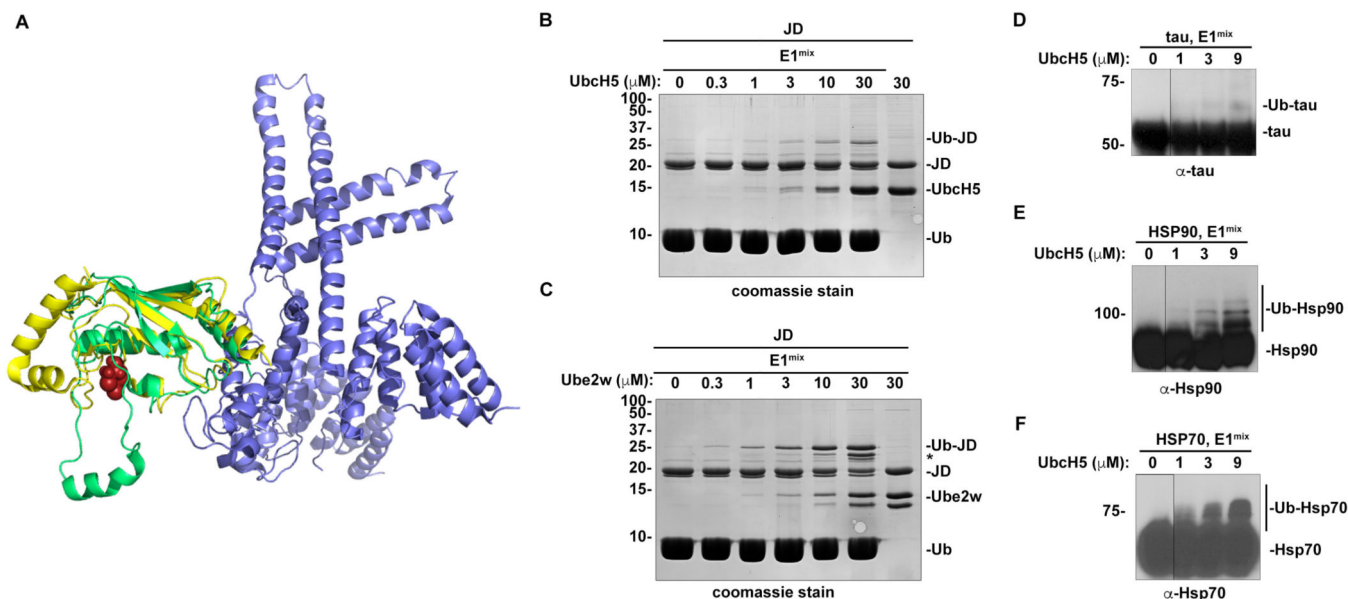 A
B
JD
E1mix
UbcH5 (μM): 0 0.3 1 3 10 30 30
100-
50-
37-
25-
20-
15-
10-
-Ub-JD
-JD
-UbcH5
-Ub
coomassie stain
C
JD
E1mix
Ube2w (μM): 0 0.3 1 3 10 30 30
100-
50-
37-
25-
20-
15-
10-
-Ub-JD
*
-JD
-Ube2w
-Ub
coomassie stain
D
tau, E1mix
UbcH5 (μM): 0 1 3 9
75-
50-
-Ub-tau
-tau
α-tau
E
HSP90, E1mix
UbcH5 (μM): 0 1 3 9
100-
-Ub-Hsp90
-Hsp90
α-Hsp90
F
HSP70, E1mix
UbcH5 (μM): 0 1 3 9
75-
-Ub-Hsp70
-Hsp70
α-Hsp70